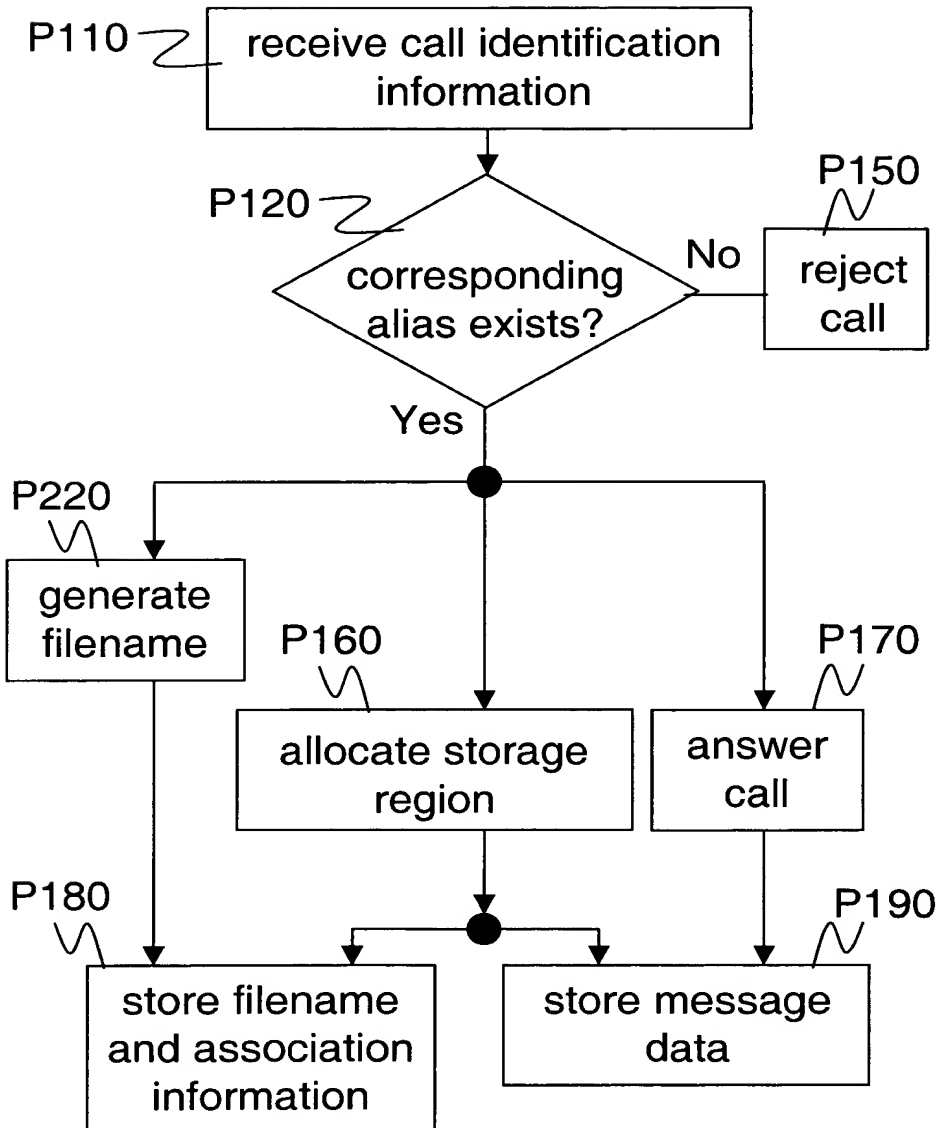 P110
receive call identification
information
P150
P120
No
reject
call
corresponding
alias exists?
Yes
P220
generate
filename
P160
P170
allocate storage
region
answer
call
P180
P190
store filename
and association
information
store message
data